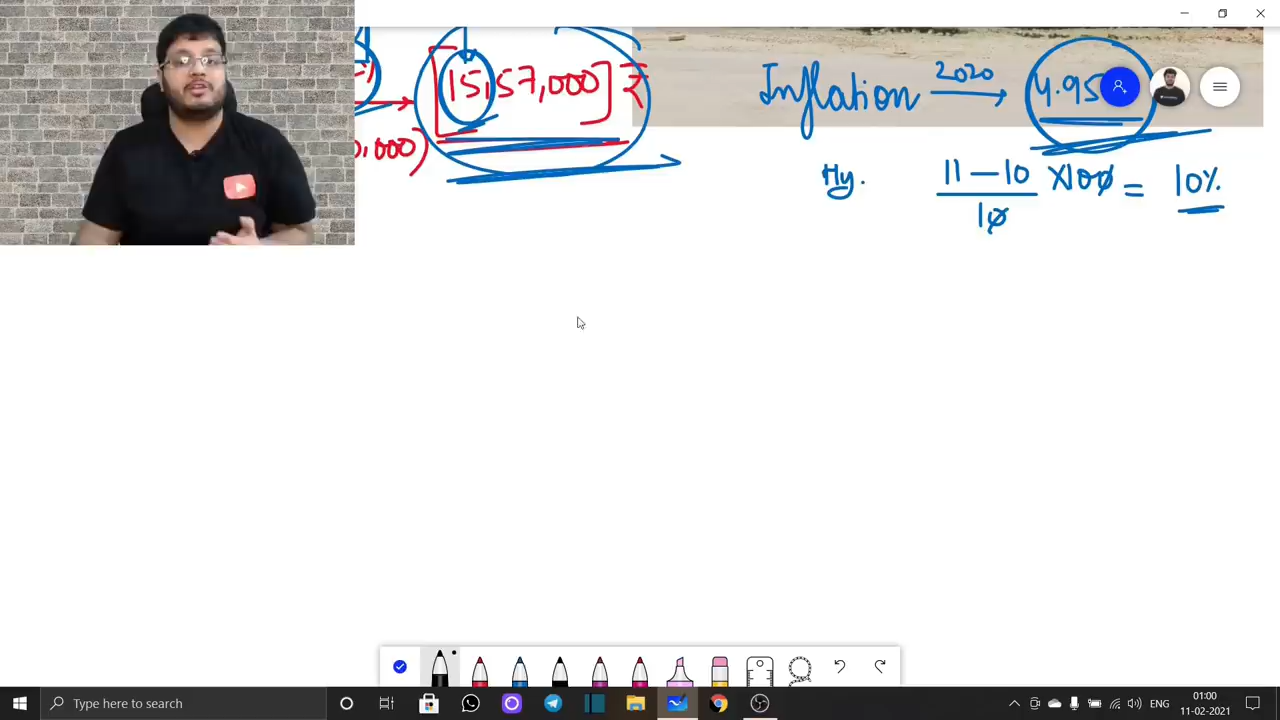 [15,57,000] ₹
0,000)
Inflation 2020 4.95
Hy. 11 – 10 × 100 = 10%
10
Type here to search
ENG
01:00
11-02-2021